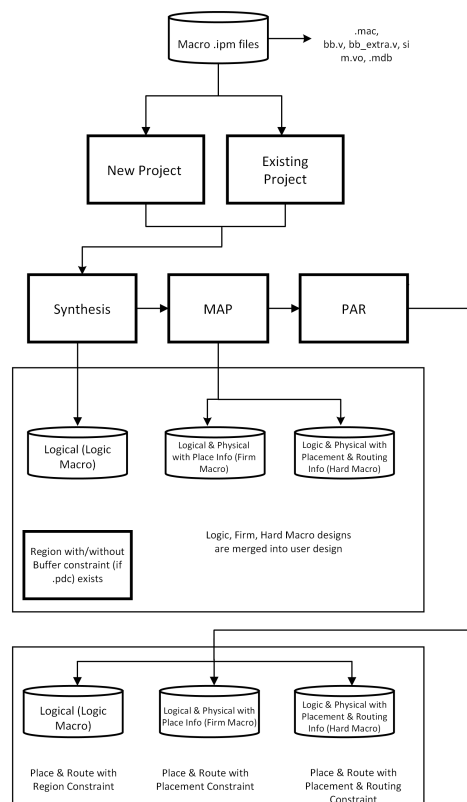 Macro .ipm files
.mac,
bb.v, bb_extra.v, si
m.vo, .mdb
New Project
Existing
Project
Synthesis
MAP
PAR
Logical (Logic
Macro)
Logical & Physical
with Place Info (Firm
Macro)
Logic & Physical with
Placement & Routing
Info (Hard Macro)
Region with/without
Buffer constraint (if
.pdc) exists
Logic, Firm, Hard Macro designs
are merged into user design
Logical (Logic
Macro)
Logical & Physical with
Place Info (Firm Macro)
Logic & Physical with
Placement & Routing
Info (Hard Macro)
Place & Route with
Region Constraint
Place & Route with
Placement Constraint
Place & Route with
Placement & Routing
Constraint